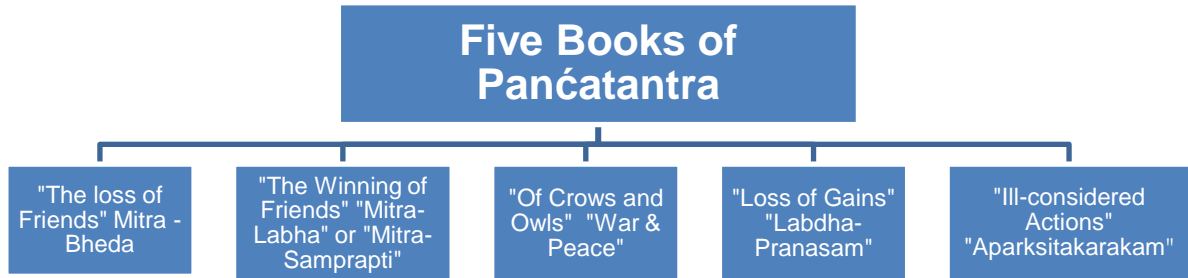 Five Books of
Panćatantra
"The loss of
Friends" Mitra -
Bheda
"The Winning of
Friends" "Mitra-
Labha" or "Mitra-
Samprapti"
"Of Crows and
Owls" "War &
Peace"
"Loss of Gains"
"Labdha-
Pranasam"
"Ill-considered
Actions"
"Aparksitakarakam"